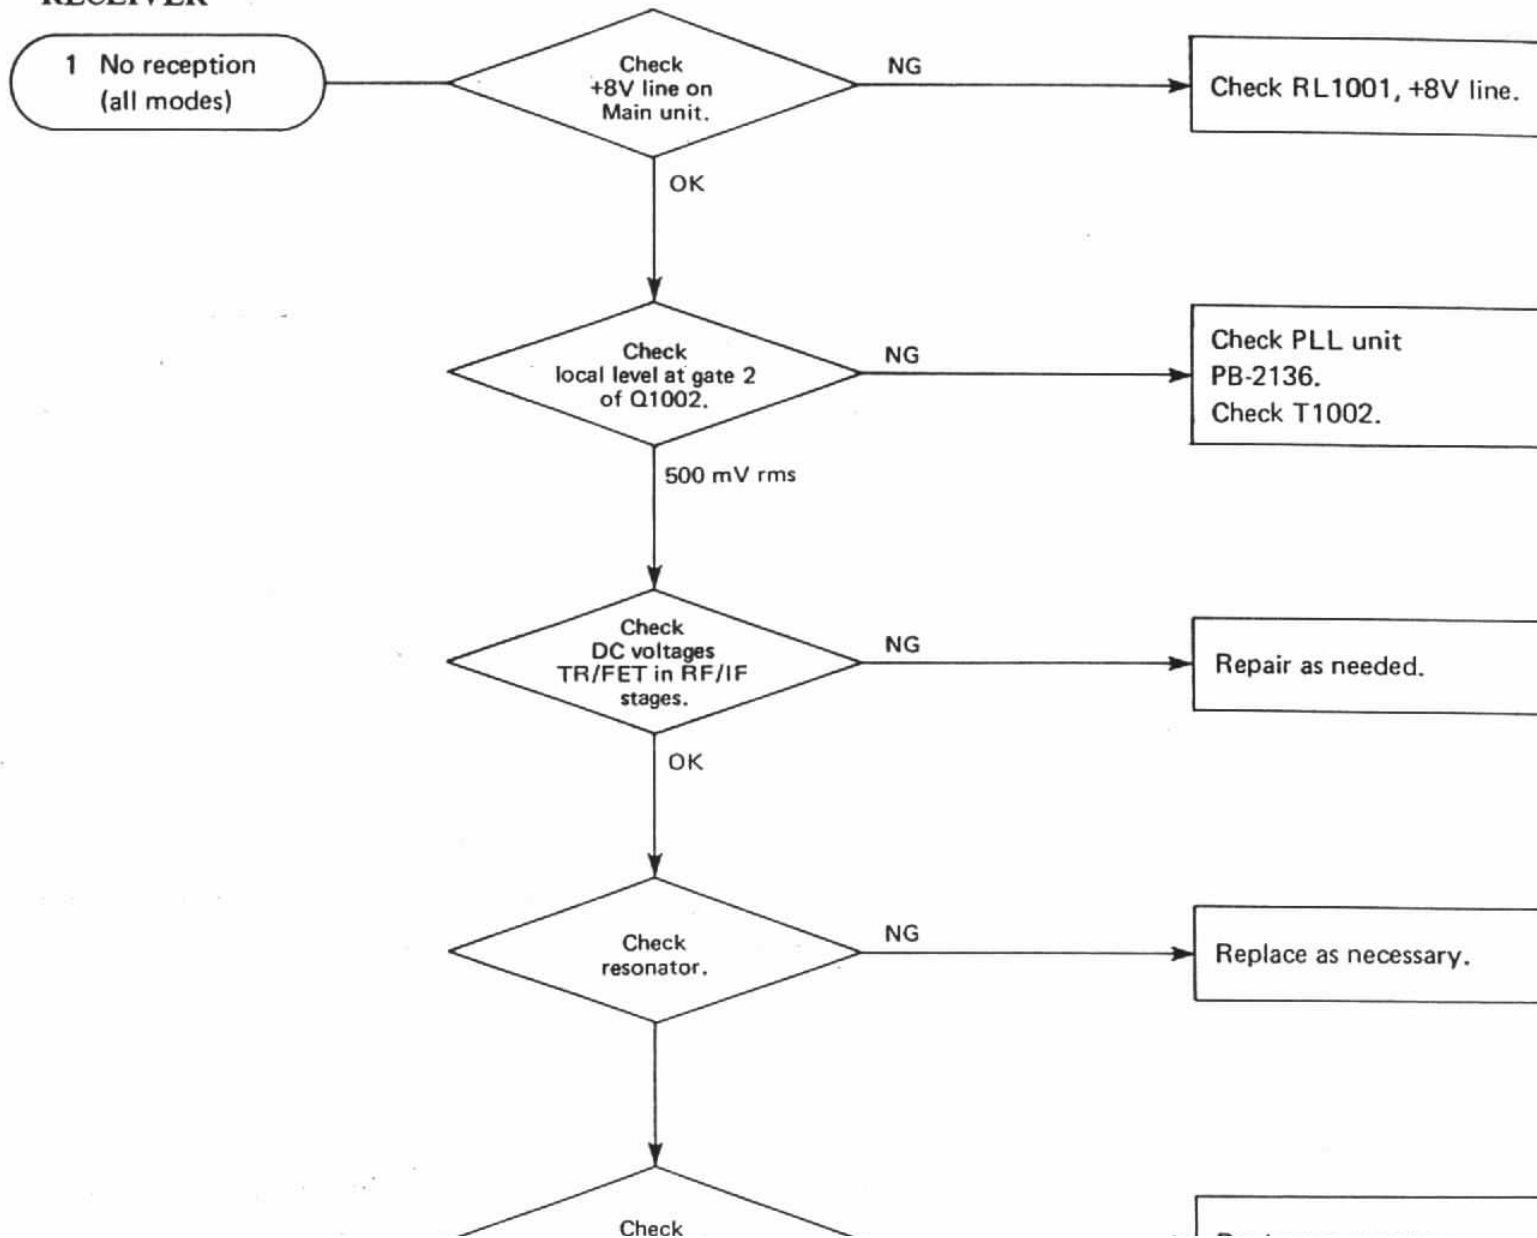 RECEIVER
1 No reception
(all modes)
Check
+8V line on
Main unit.
NG
Check RL1001, +8V line.
OK
Check
local level at gate 2
of Q1002.
NG
Check PLL unit
PB-2136.
Check T1002.
500 mV rms
Check
DC voltages
TR/FET in RF/IF
stages.
NG
Repair as needed.
OK
Check
resonator.
NG
Replace as necessary.
Check